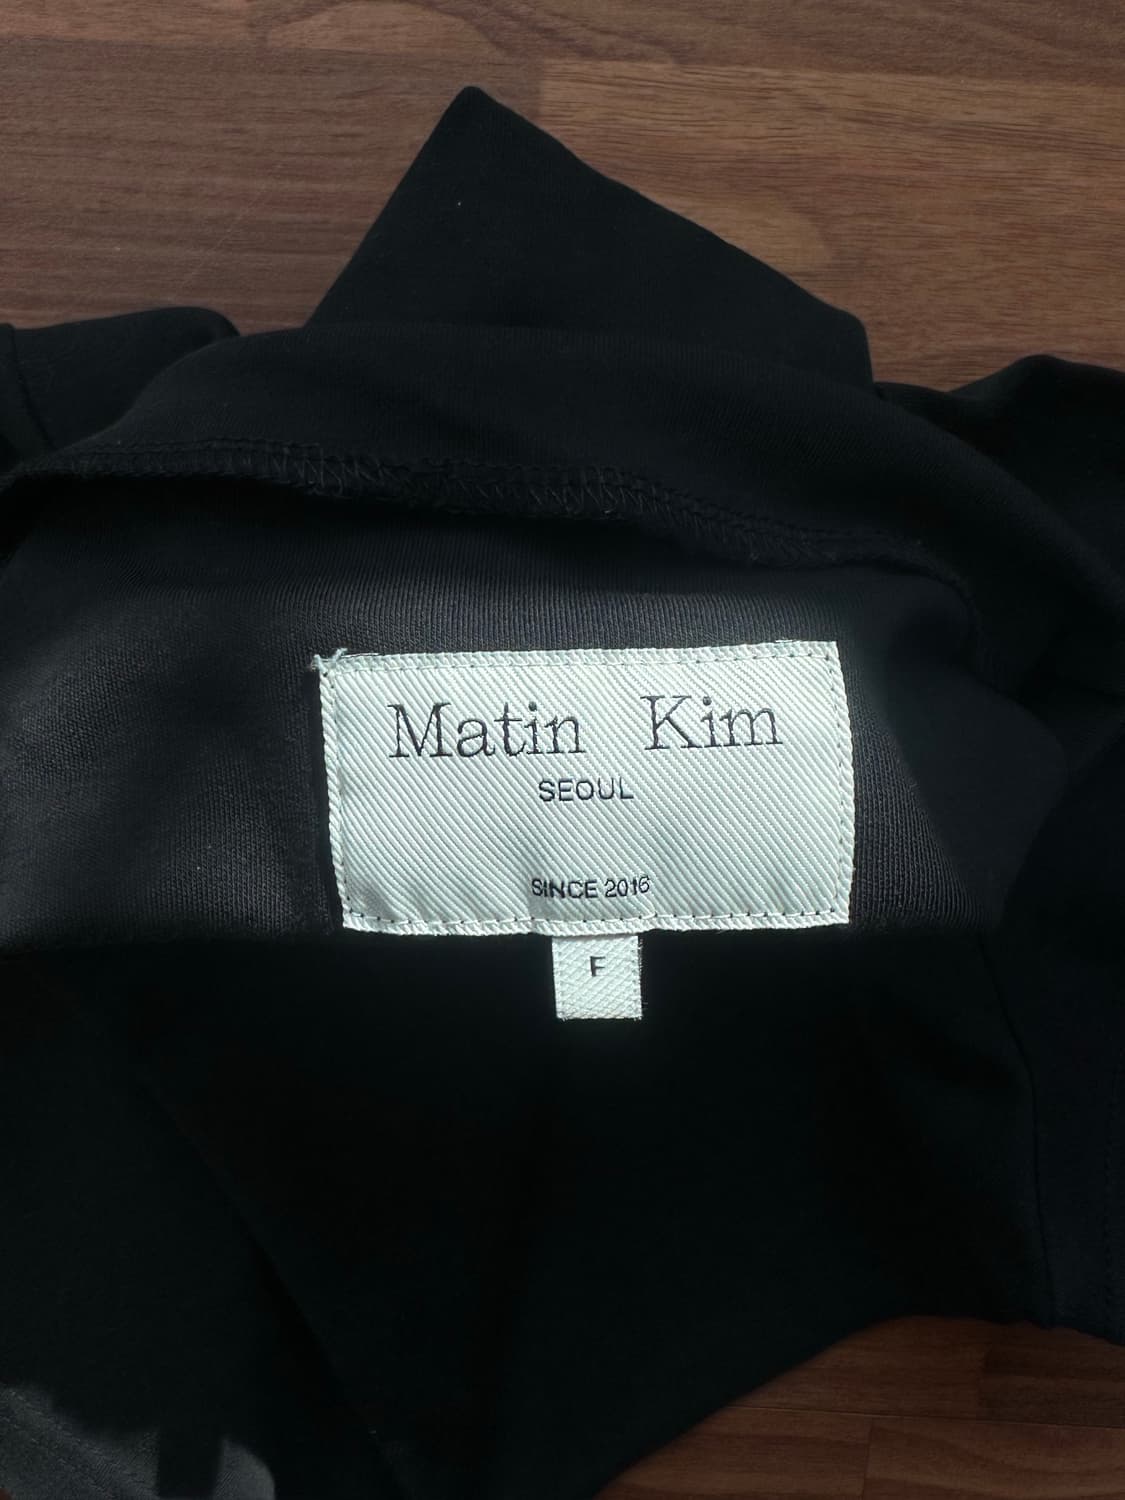 Matin Kim
SEOUL
SINCE 2016
F